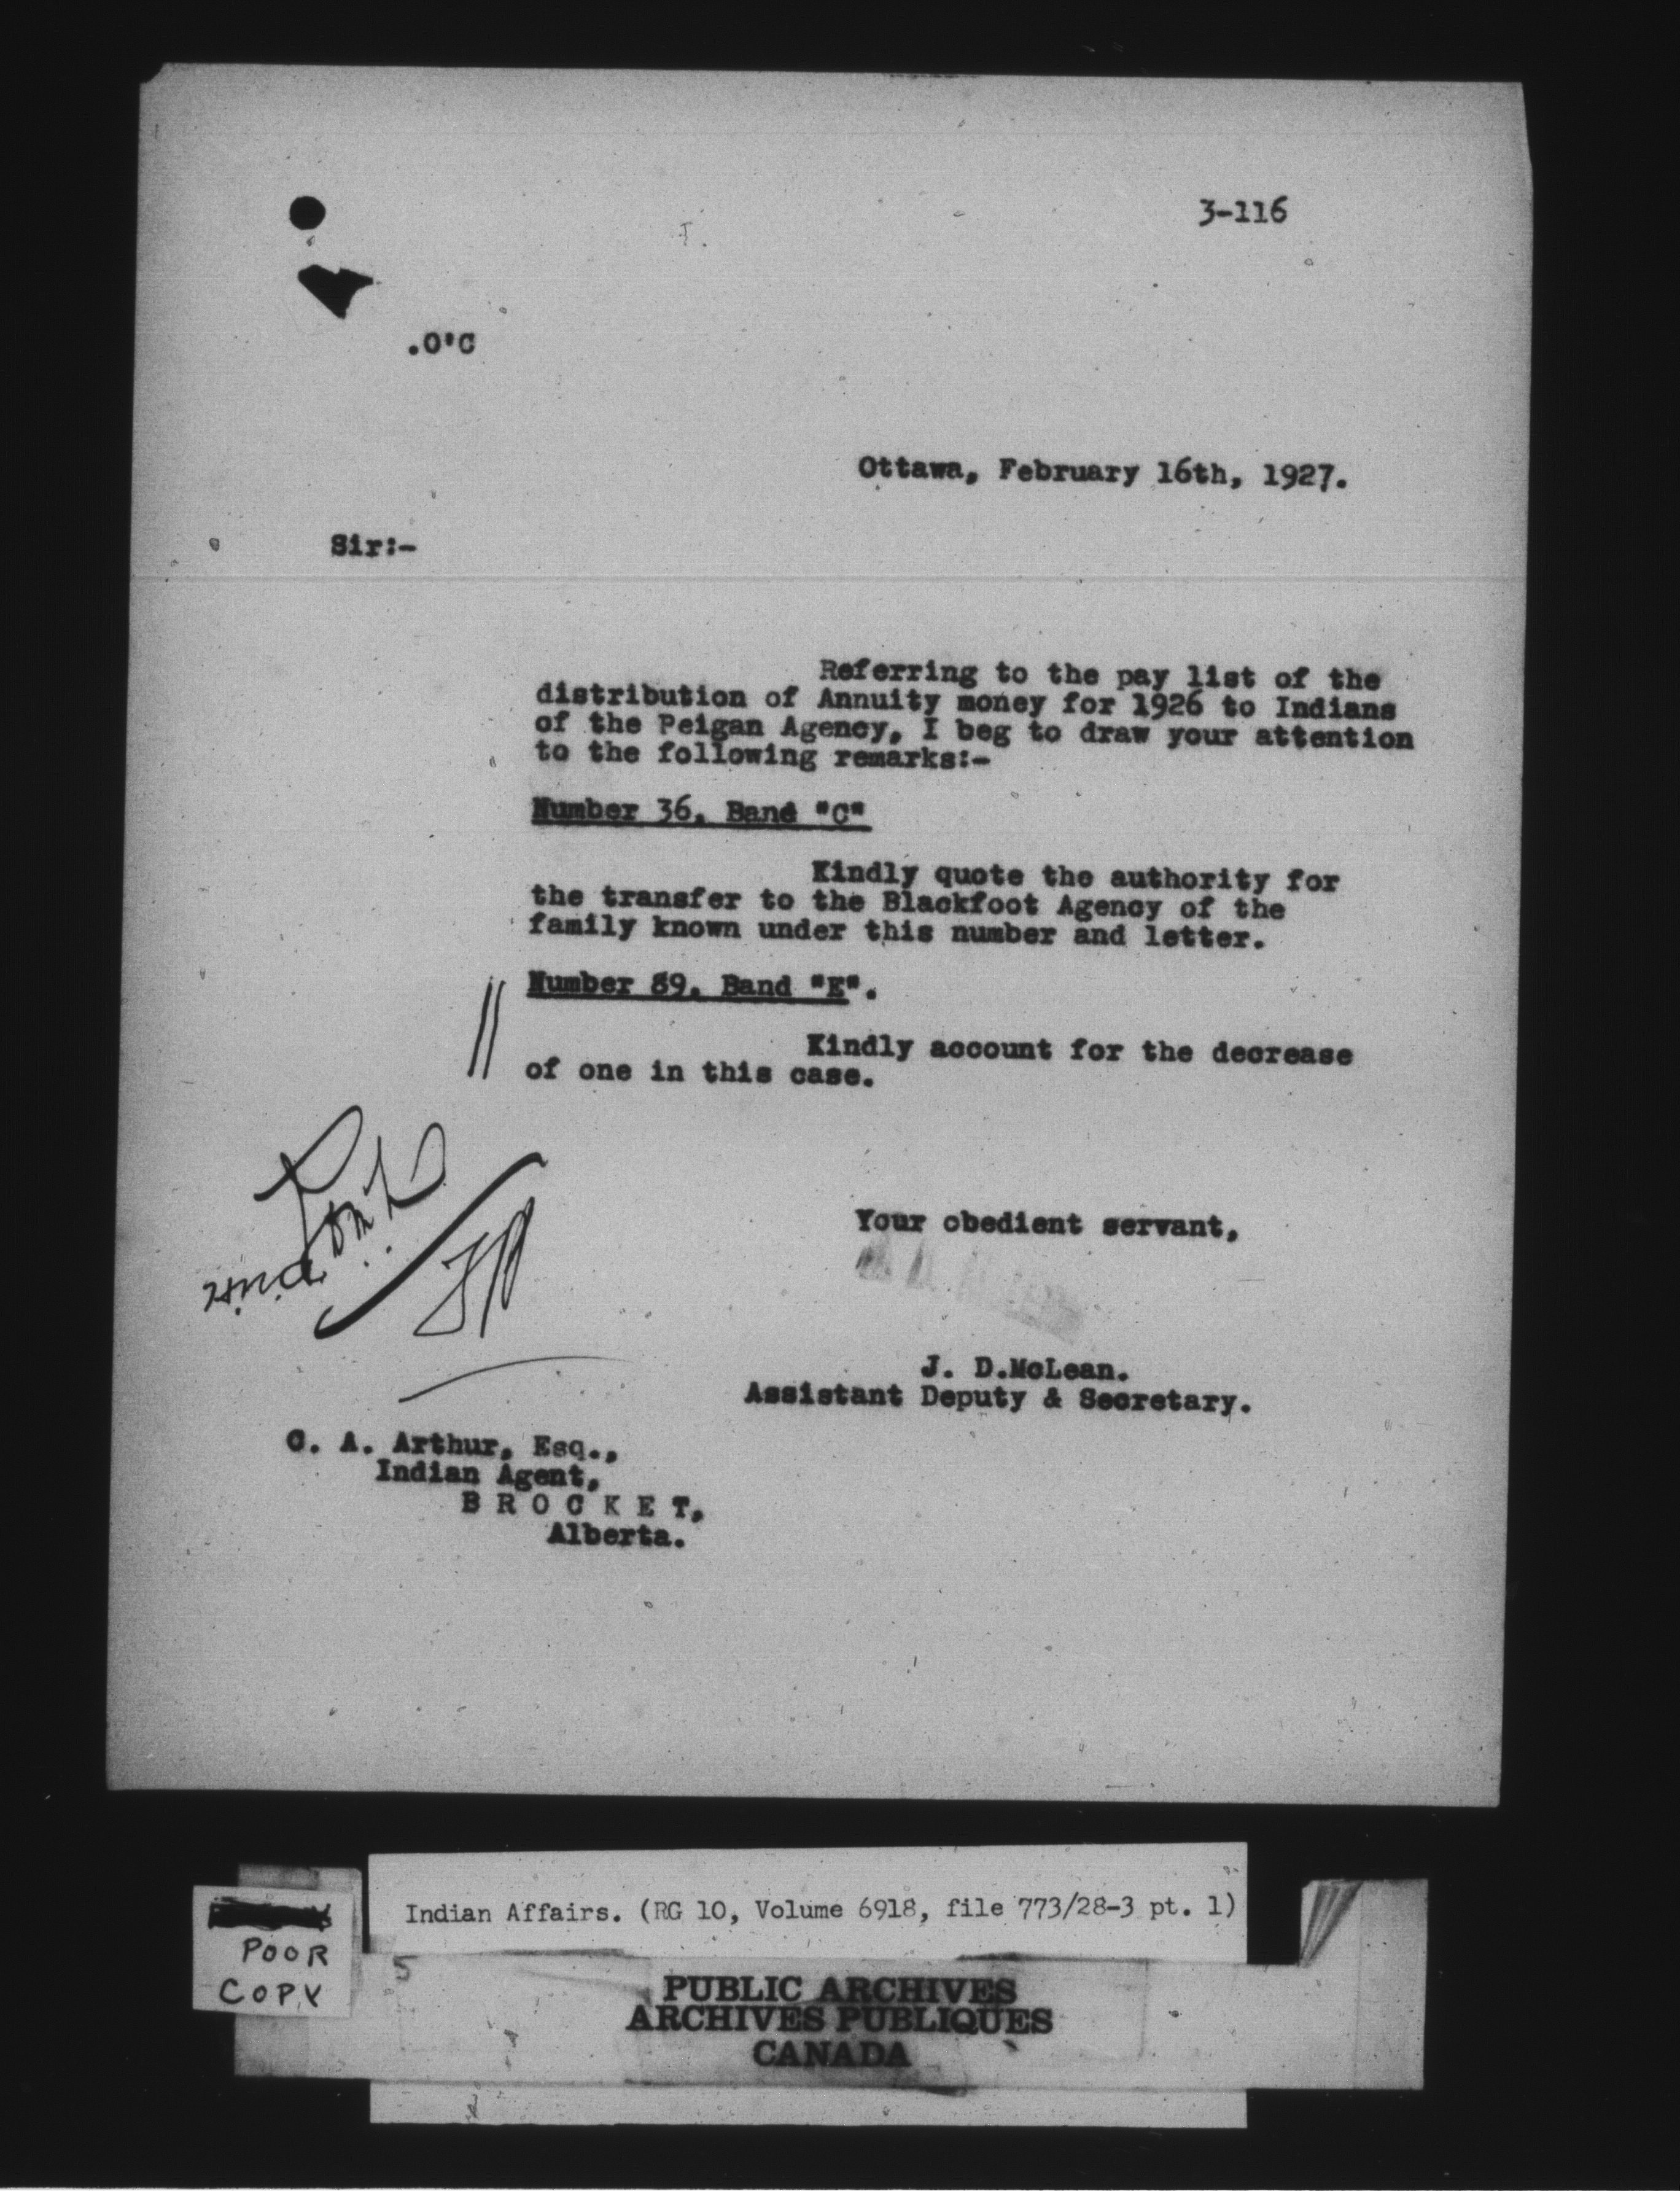 3-116
.O'C
Ottawa, February 16th, 1927.
Sir:-
Referring to the pay list of the
distribution of Annuity money for 1926 to Indians
of the Peigan Agency, I beg to draw your attention
to the following remarks:-
Number 36, Band "C"
Kindly quote the authority for
the transfer to the Blackfoot Agency of the
family known under this number and letter.
Number 89, Band "E".
Kindly account for the decrease
of one in this case.
Your obedient servant,
J. D.McLean.
Assistant Deputy & Secretary.
C. A. Arthur, Esq.,
Indian Agent,
BROCKET,
Alberta.
Indian Affairs. (RG 10, Volume 6918, file 773/28-3 pt. 1)
POOR
COPY
5
PUBLIC ARCHIVES
ARCHIVES PUBLIQUES
CANADA